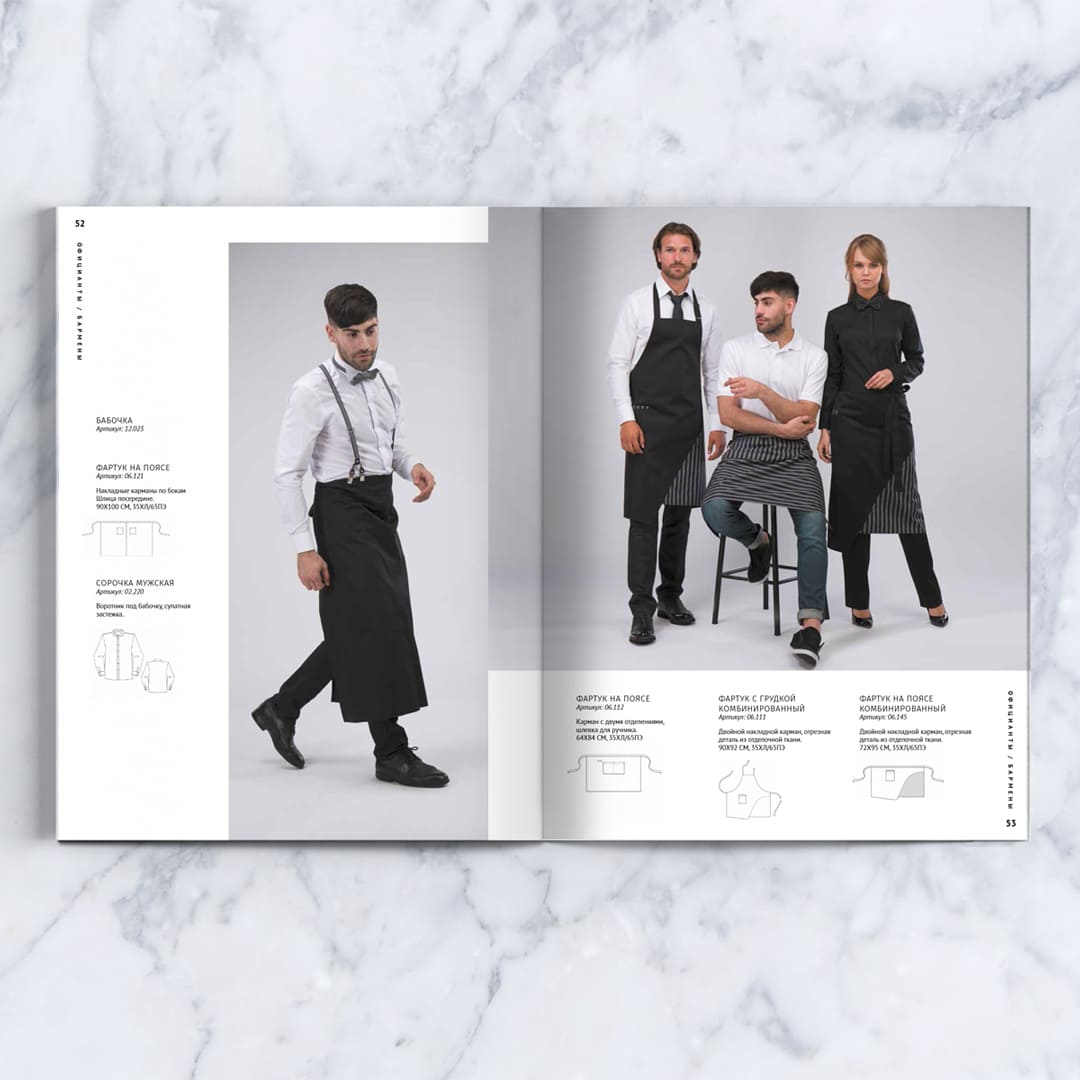 52
ОФИЦИАНТЫ / БАРМЕНЫ
БАБОЧКА
Артикул: 12.023
ФАРТУК НА ПОЯСЕ
Артикул: 06.121
Накладные карманы по бокам
Шлица посередине.
90Х100 СМ, 35ХЛ/65ПЭ
СОРОЧКА МУЖСКАЯ
Артикул: 02.220
Воротник под бабочку, супатная
застежка.
ФАРТУК НА ПОЯСЕ
Артикул: 06.112
Карман с двумя отделениями,
шлевка для ручника.
64Х84 СМ, 35ХЛ/65ПЭ
ФАРТУК С ГРУДКОЙ
КОМБИНИРОВАННЫЙ
Артикул: 06.111
Двойной накладной карман, отрезная
деталь из отделочной ткани.
90Х92 СМ, 35ХЛ/65ПЭ
ФАРТУК НА ПОЯСЕ
КОМБИНИРОВАННЫЙ
Артикул: 06.145
Двойной накладной карман, отрезная
деталь из отделочной ткани.
72Х95 СМ, 35ХЛ/65ПЭ
ОФИЦИАНТЫ / БАРМЕНЫ
53